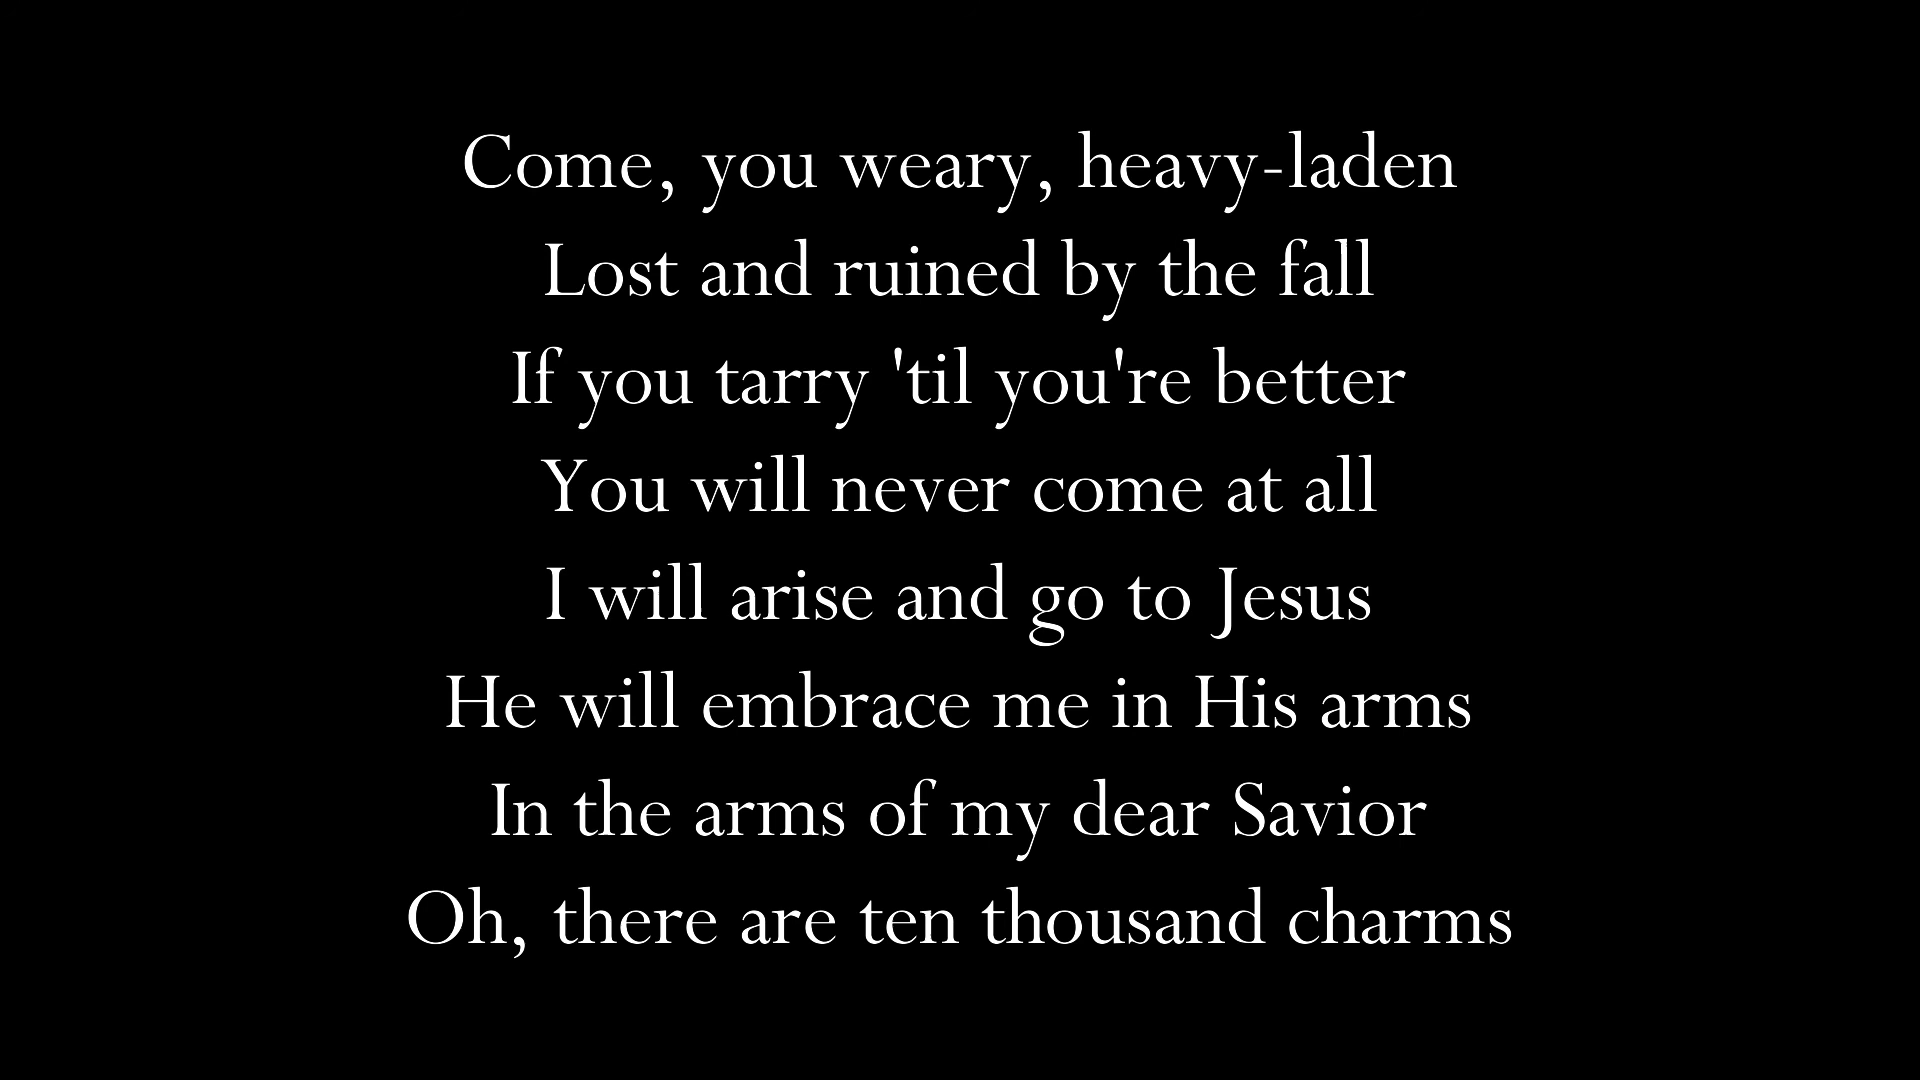 Come, you weary, heavy-laden
Lost and ruined by the fall
If you tarry 'til you're better
You will never come at all
I will arise and go to Jesus
He will embrace me in His arms
In the arms of my dear Savior
Oh, there are ten thousand charms